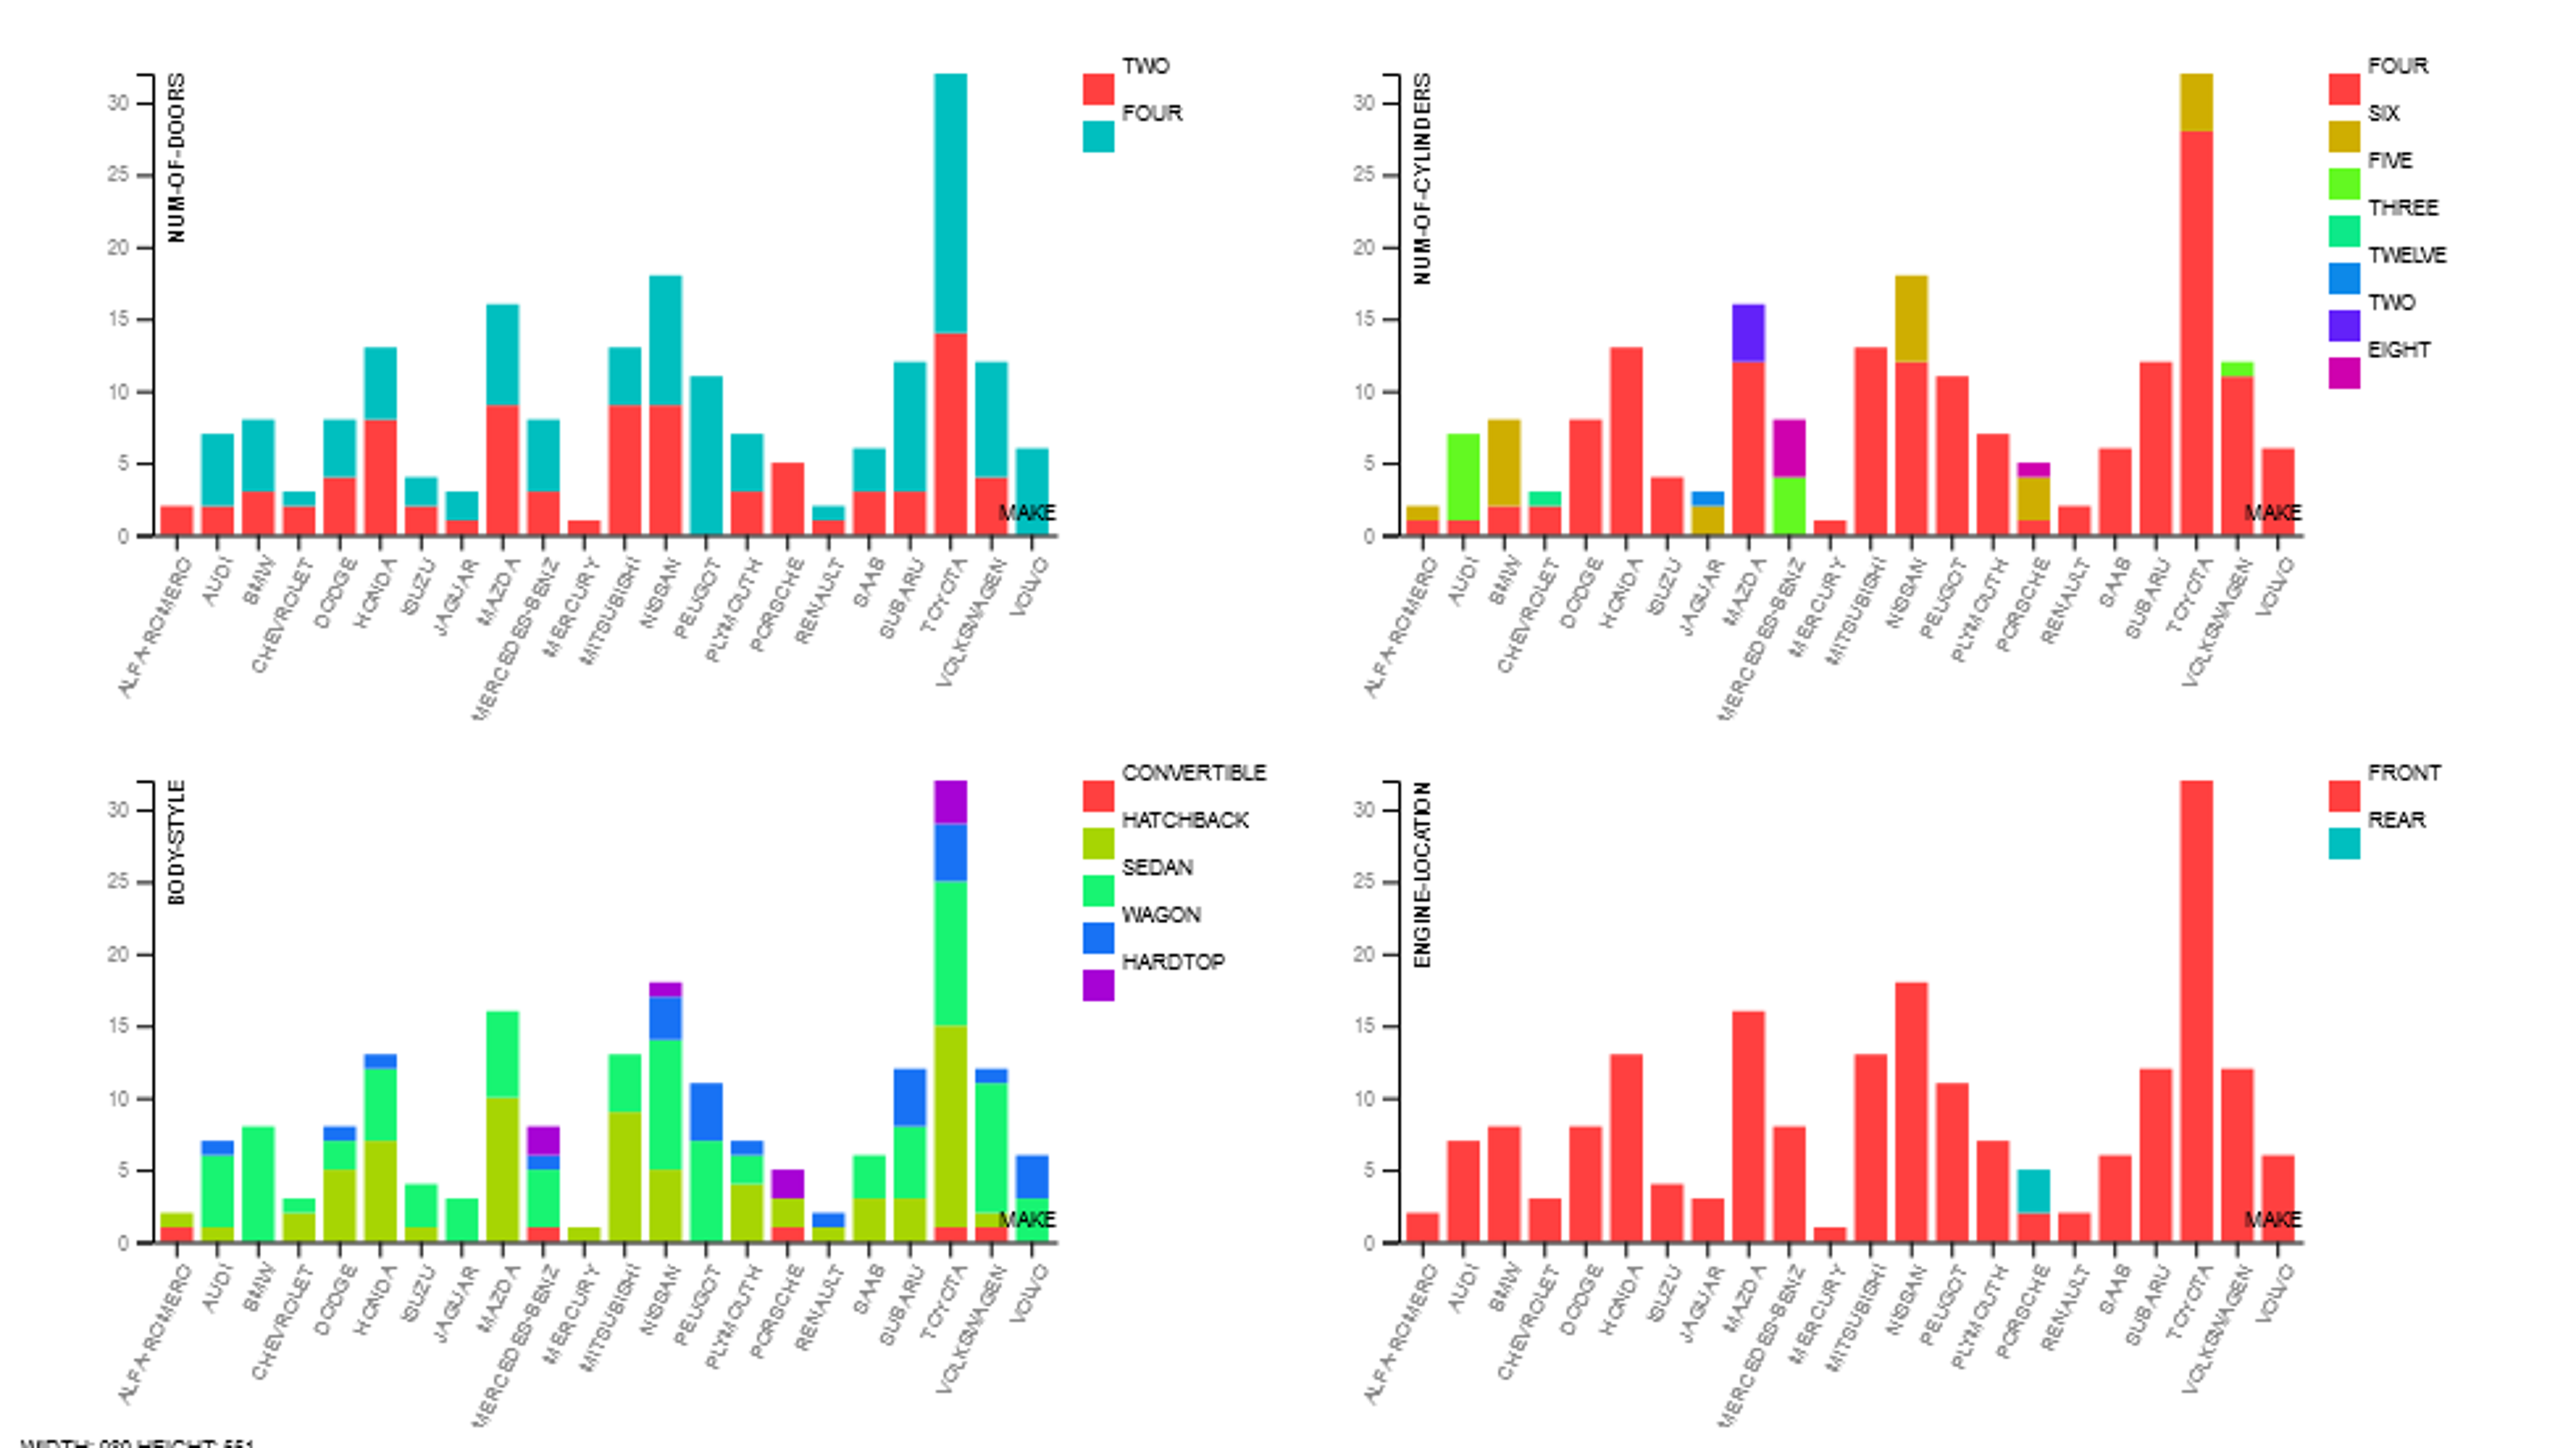 NUM-OF-DOORS
30
25
20
15
10
5
0
MAKE
ALFA-ROMERO
AUDI
BMW
CHEVROLET
DODGE
HONDA
ISUZU
JAGUAR
MAZDA
MERCEDES-BENZ
MERCURY
MITSUBISHI
NISSAN
PEUGOT
PLYMOUTH
PORSCHE
RENAULT
SAAB
SUBARU
TOYOTA
VOLKSWAGEN
VOLVO
TWO
FOUR
NUM-OF-CYLINDERS
30
25
20
15
10
5
0
MAKE
ALFA-ROMERO
AUDI
BMW
CHEVROLET
DODGE
HONDA
ISUZU
JAGUAR
MAZDA
MERCEDES-BENZ
MERCURY
MITSUBISHI
NISSAN
PEUGOT
PLYMOUTH
PORSCHE
RENAULT
SAAB
SUBARU
TOYOTA
VOLKSWAGEN
VOLVO
FOUR
SIX
FIVE
THREE
TWELVE
TWO
EIGHT
BODY-STYLE
30
25
20
15
10
5
0
MAKE
ALFA-ROMERO
AUDI
BMW
CHEVROLET
DODGE
HONDA
ISUZU
JAGUAR
MAZDA
MERCEDES-BENZ
MERCURY
MITSUBISHI
NISSAN
PEUGOT
PLYMOUTH
PORSCHE
RENAULT
SAAB
SUBARU
TOYOTA
VOLKSWAGEN
VOLVO
CONVERTIBLE
HATCHBACK
SEDAN
WAGON
HARDTOP
ENGINE-LOCATION
30
25
20
15
10
5
0
MAKE
ALFA-ROMERO
AUDI
BMW
CHEVROLET
DODGE
HONDA
ISUZU
JAGUAR
MAZDA
MERCEDES-BENZ
MERCURY
MITSUBISHI
NISSAN
PEUGOT
PLYMOUTH
PORSCHE
RENAULT
SAAB
SUBARU
TOYOTA
VOLKSWAGEN
VOLVO
FRONT
REAR
WIDTH: HEIGHT: